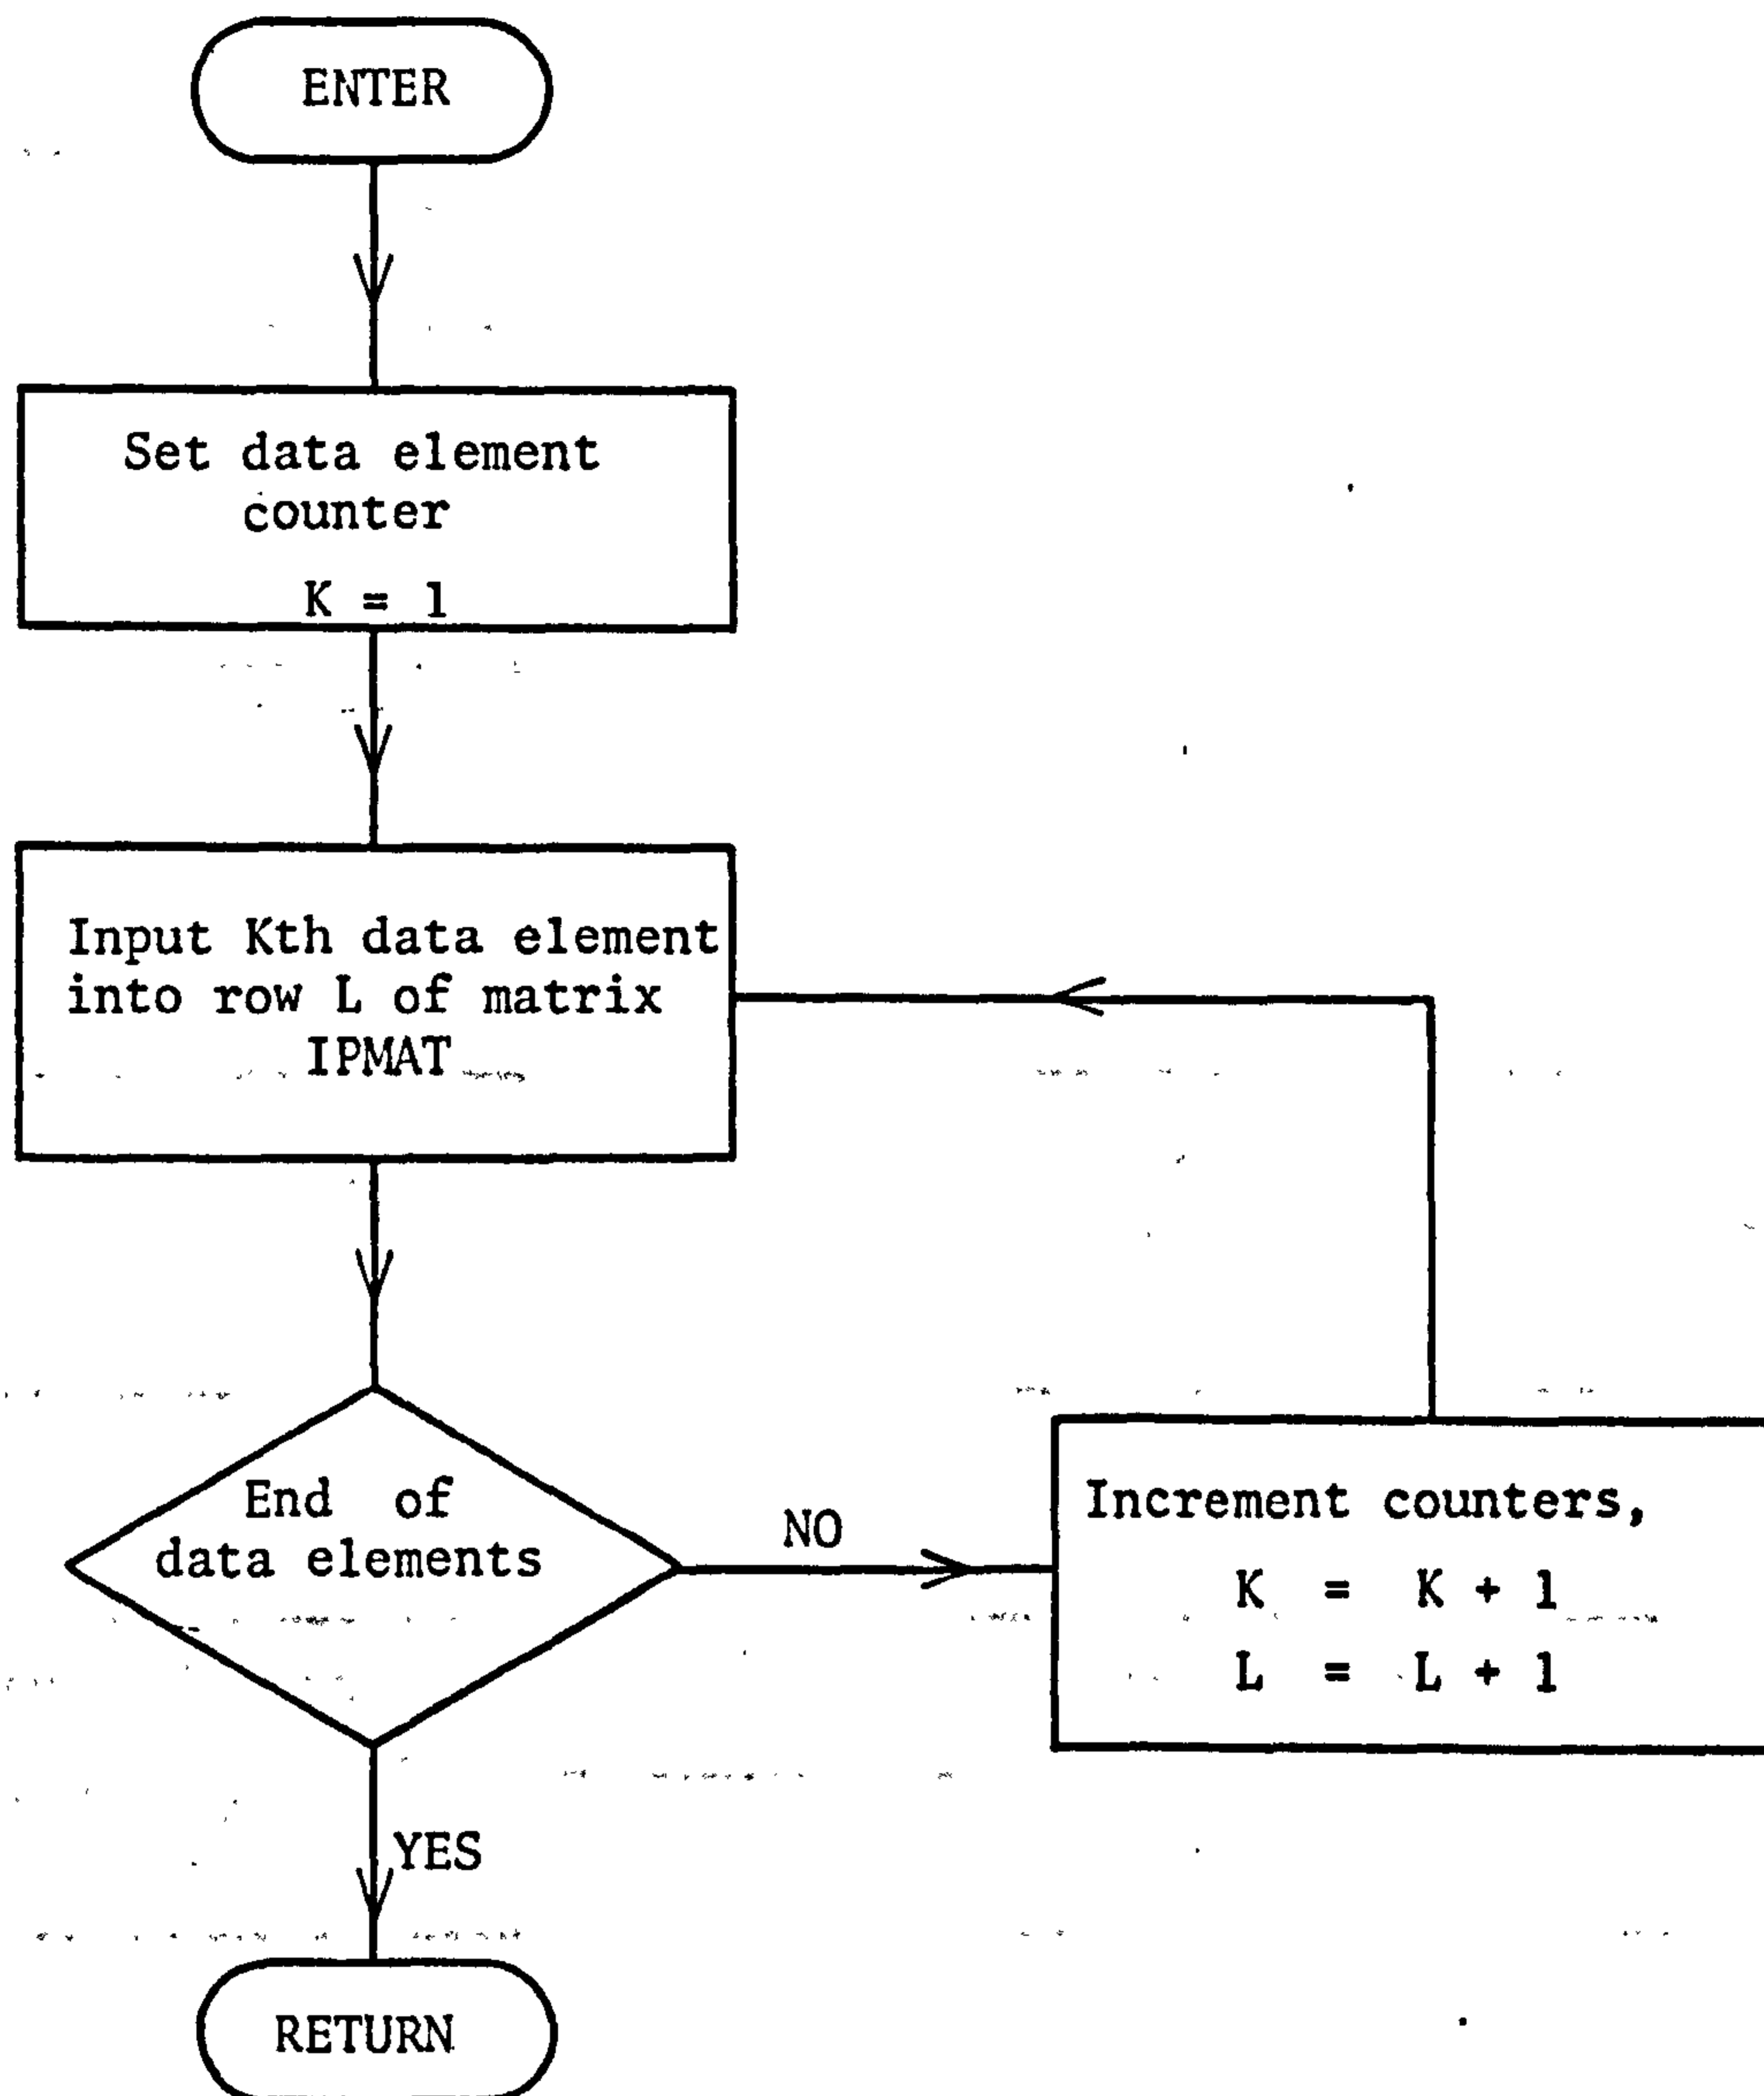 ENTER
Set data element
counter
K = 1
Input Kth data element
into row L of matrix
IPMAT
End of
data elements
NO
Increment counters,
K = K + 1
L = L + 1
YES
RETURN